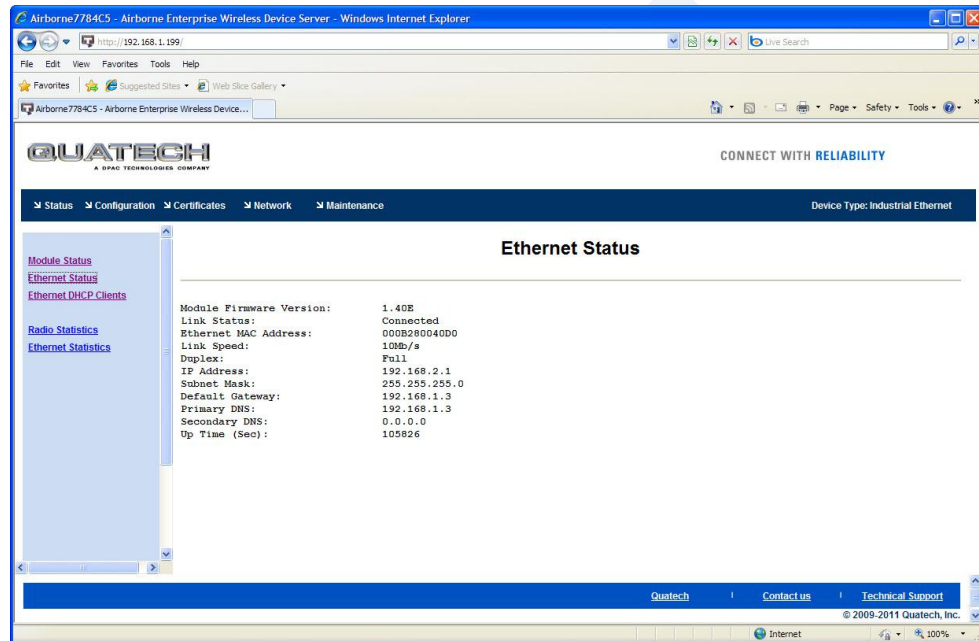 Airborne7784C5 - Airborne Enterprise Wireless Device Server - Windows Internet Explorer
http://192.168.1.199/
Live Search
File Edit View Favorites Tools Help
Favorites Suggested Sites Web Slice Gallery
Airborne7784C5 - Airborne Enterprise Wireless Device...
Page Safety Tools
QUATECH
A DPAC TECHNOLOGIES COMPANY
CONNECT WITH RELIABILITY
Status Configuration Certificates Network Maintenance
Device Type: Industrial Ethernet
Module Status
Ethernet Status
Ethernet DHCP Clients
Radio Statistics
Ethernet Statistics
Ethernet Status
Module Firmware Version: 1.40E
Link Status: Connected
Ethernet MAC Address: 000B280040D0
Link Speed: 10Mb/s
Duplex: Full
IP Address: 192.168.2.1
Subnet Mask: 255.255.255.0
Default Gateway: 192.168.1.3
Primary DNS: 192.168.1.3
Secondary DNS: 0.0.0.0
Up Time (Sec): 105826
Quatech | Contact us | Technical Support
© 2009-2011 Quatech, Inc.
Internet
100%